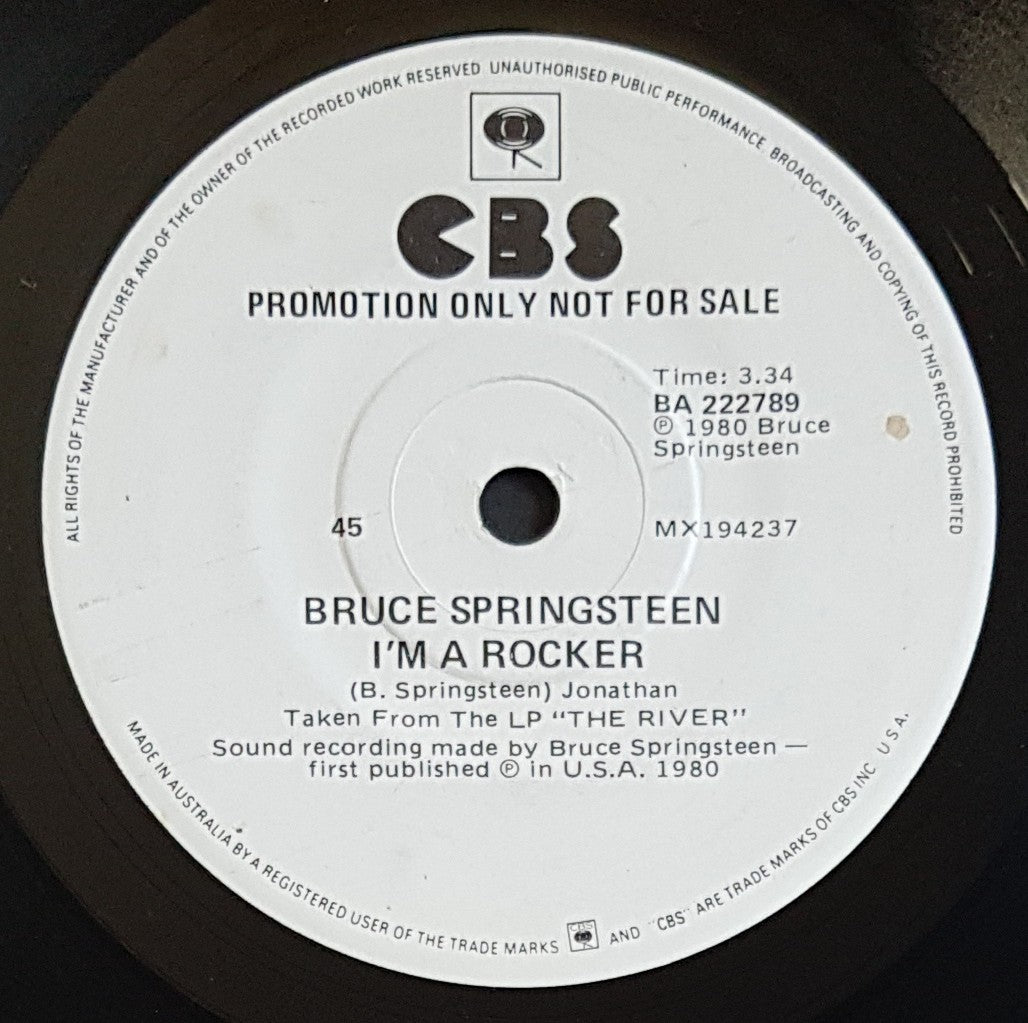 ALL RIGHTS OF THE MANUFACTURER AND OF THE OWNER OF THE RECORDED WORK RESERVED UNAUTHORISED PUBLIC PERFORMANCE BROADCASTING AND COPYING OF THIS RECORD PROHIBITED
CBS
PROMOTION ONLY NOT FOR SALE
Time: 3.34
BA 222789
℗ 1980 Bruce
Springsteen
45
MX194237
BRUCE SPRINGSTEEN
I'M A ROCKER
(B. Springsteen) Jonathan
Taken From The LP "THE RIVER"
Sound recording made by Bruce Springsteen —
first published ℗ in U.S.A. 1980
MADE IN AUSTRALIA BY A REGISTERED USER OF THE TRADE MARKS CBS AND "CBS" ARE TRADE MARKS OF CBS INC U.S.A.